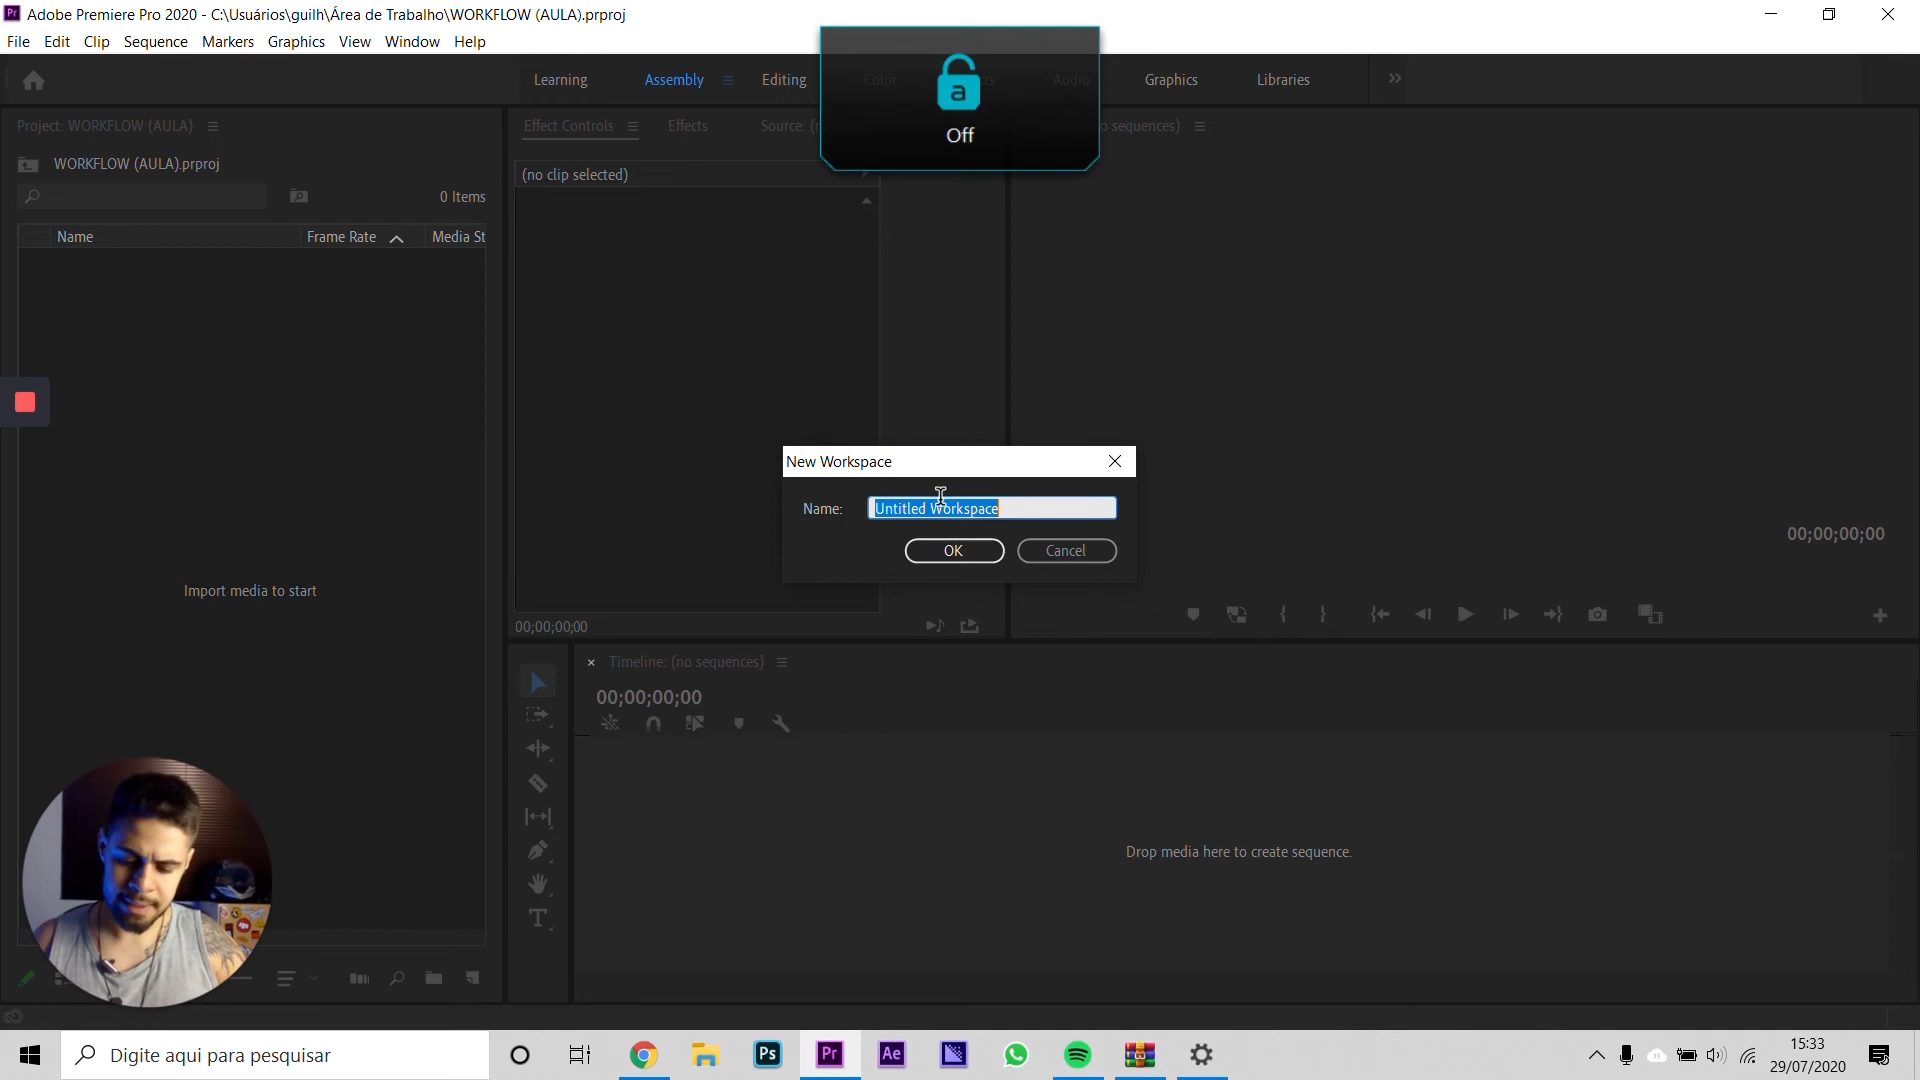 Adobe Premiere Pro 2020 - C:\Usuários\guilh\Área de Trabalho\WORKFLOW (AULA).prproj
File Edit Clip Sequence Markers Graphics View Window Help
Learning Assembly Editing Color Audio Graphics Libraries
a
Off
Project: WORKFLOW (AULA)
Effect Controls Effects Source: o sequences)
WORKFLOW (AULA).prproj
(no clip selected)
0 Items
Name Frame Rate Media St
New Workspace
Name: Untitled Workspace
OK Cancel
00;00;00;00
Import media to start
00;00;00;00
Timeline: (no sequences)
00;00;00;00
Drop media here to create sequence.
Digite aqui para pesquisar
Ps Pr Ae
15:33
29/07/2020